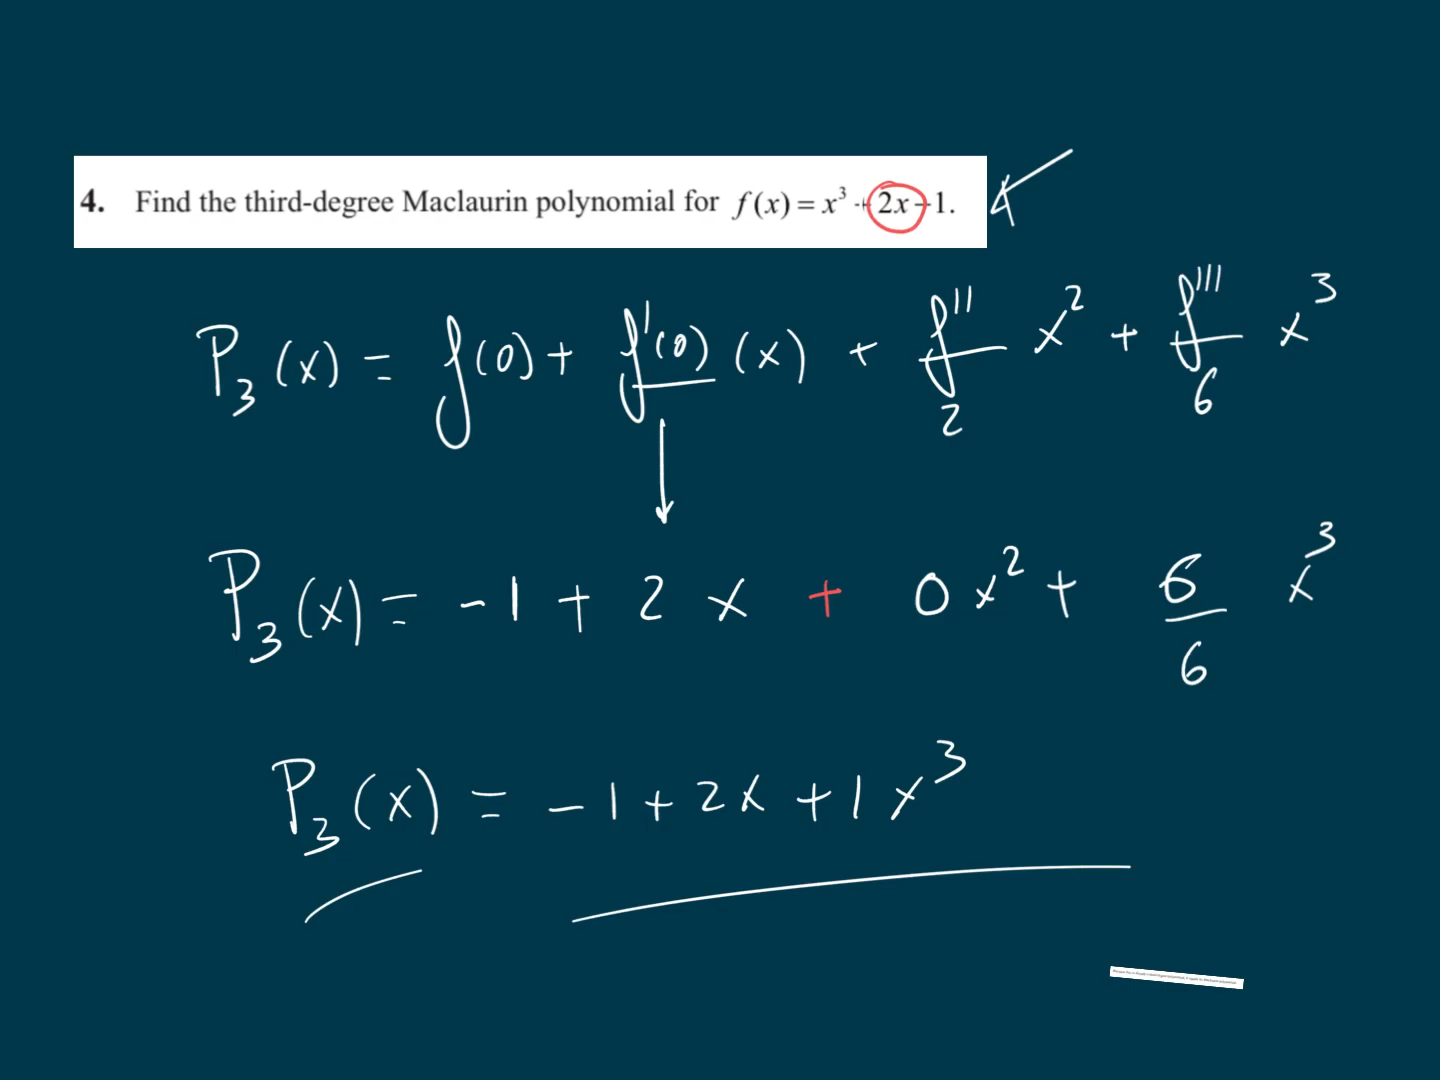 4. Find the third-degree Maclaurin polynomial for f(x) = x³ + 2x - 1.
P₃(x) = f(0) + f'(0) (x) + f''/2 x² + f'''/6 x³
P₃(x) = -1 + 2x + 0x² + 6/6 x³
P₃(x) = -1 + 2x + 1x³